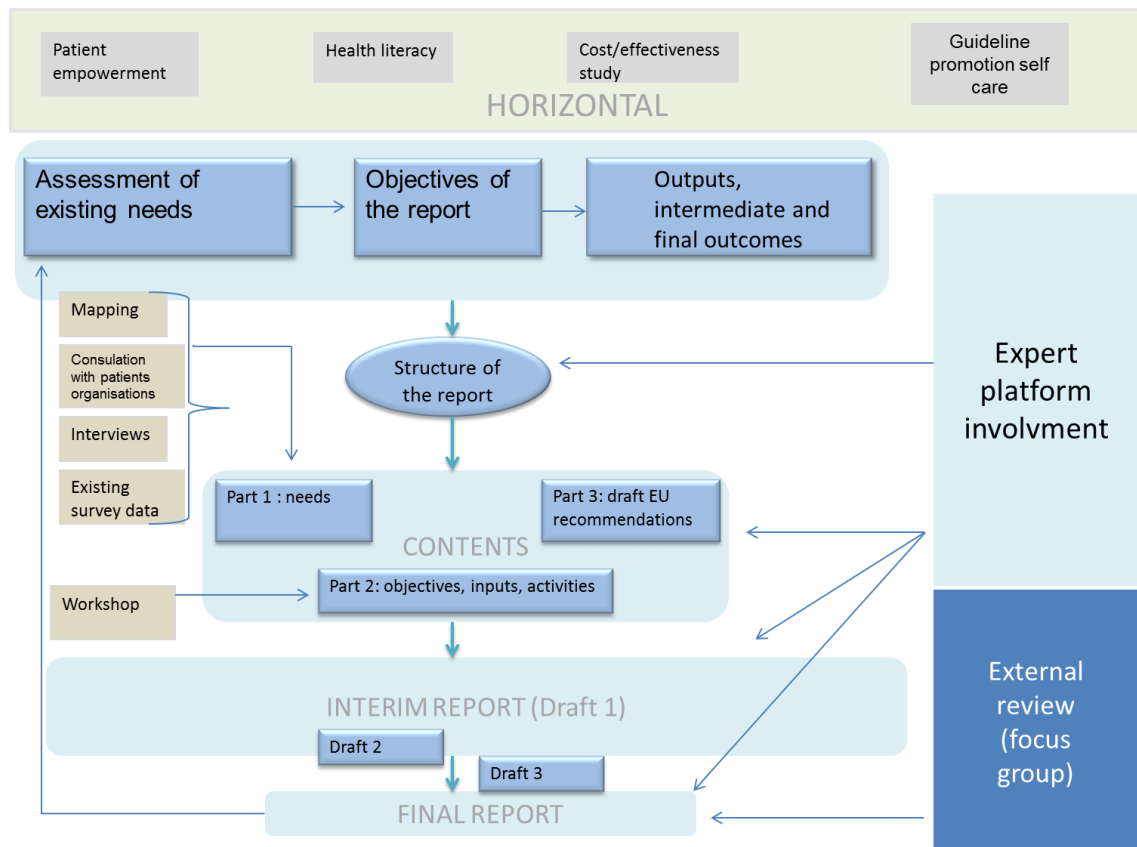 Patient
empowerment
Health literacy
Cost/effectiveness
study
Guideline
promotion self
care
HORIZONTAL
Assessment of
existing needs
Objectives of
the report
Outputs,
intermediate and
final outcomes
Mapping
Consulation
with patients
organisations
Interviews
Existing
survey data
Structure of
the report
Expert
platform
involvment
Part 1 : needs
Part 3: draft EU
recommendations
CONTENTS
Part 2: objectives, inputs, activities
Workshop
INTERIM REPORT (Draft 1)
Draft 2
Draft 3
FINAL REPORT
External
review
(focus
group)